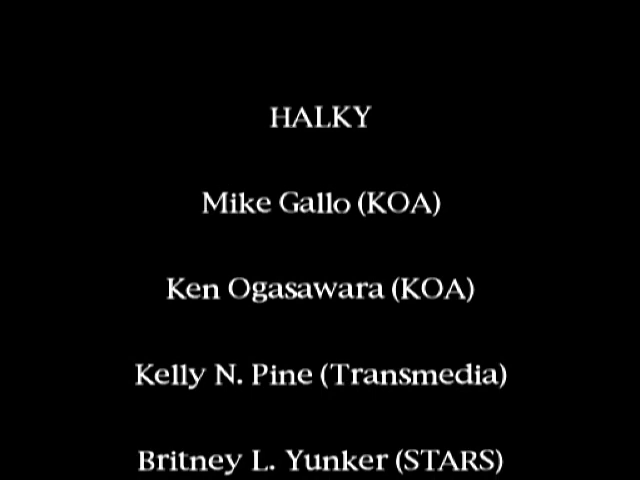 HALKY
Mike Gallo (KOA)
Ken Ogasawara (KOA)
Kelly N. Pine (Transmedia)
Britney L. Yunker (STARS)